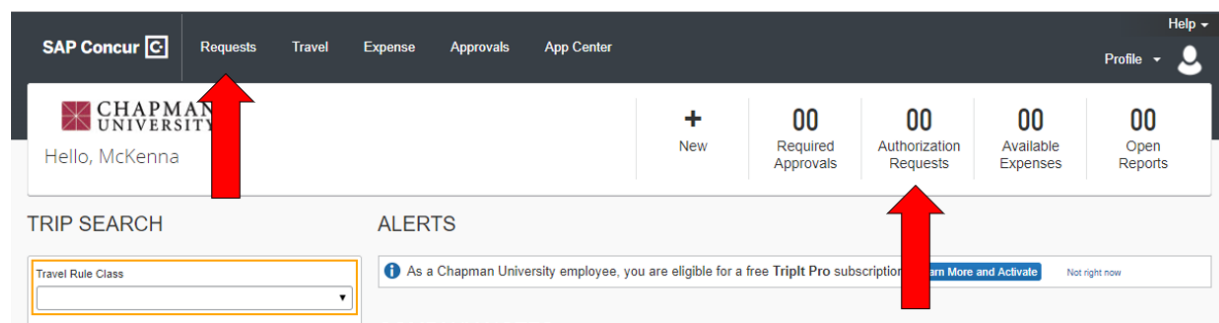 Help
SAP Concur C Requests Travel Expense Approvals App Center
Profile
CHAPMAN
UNIVERSITY
Hello, McKenna
+ 00 00 00 00
New Required Authorization Available Open
Approvals Requests Expenses Reports
TRIP SEARCH ALERTS
Travel Rule Class
As a Chapman University employee, you are eligible for a free TripIt Pro and Activate Not right now